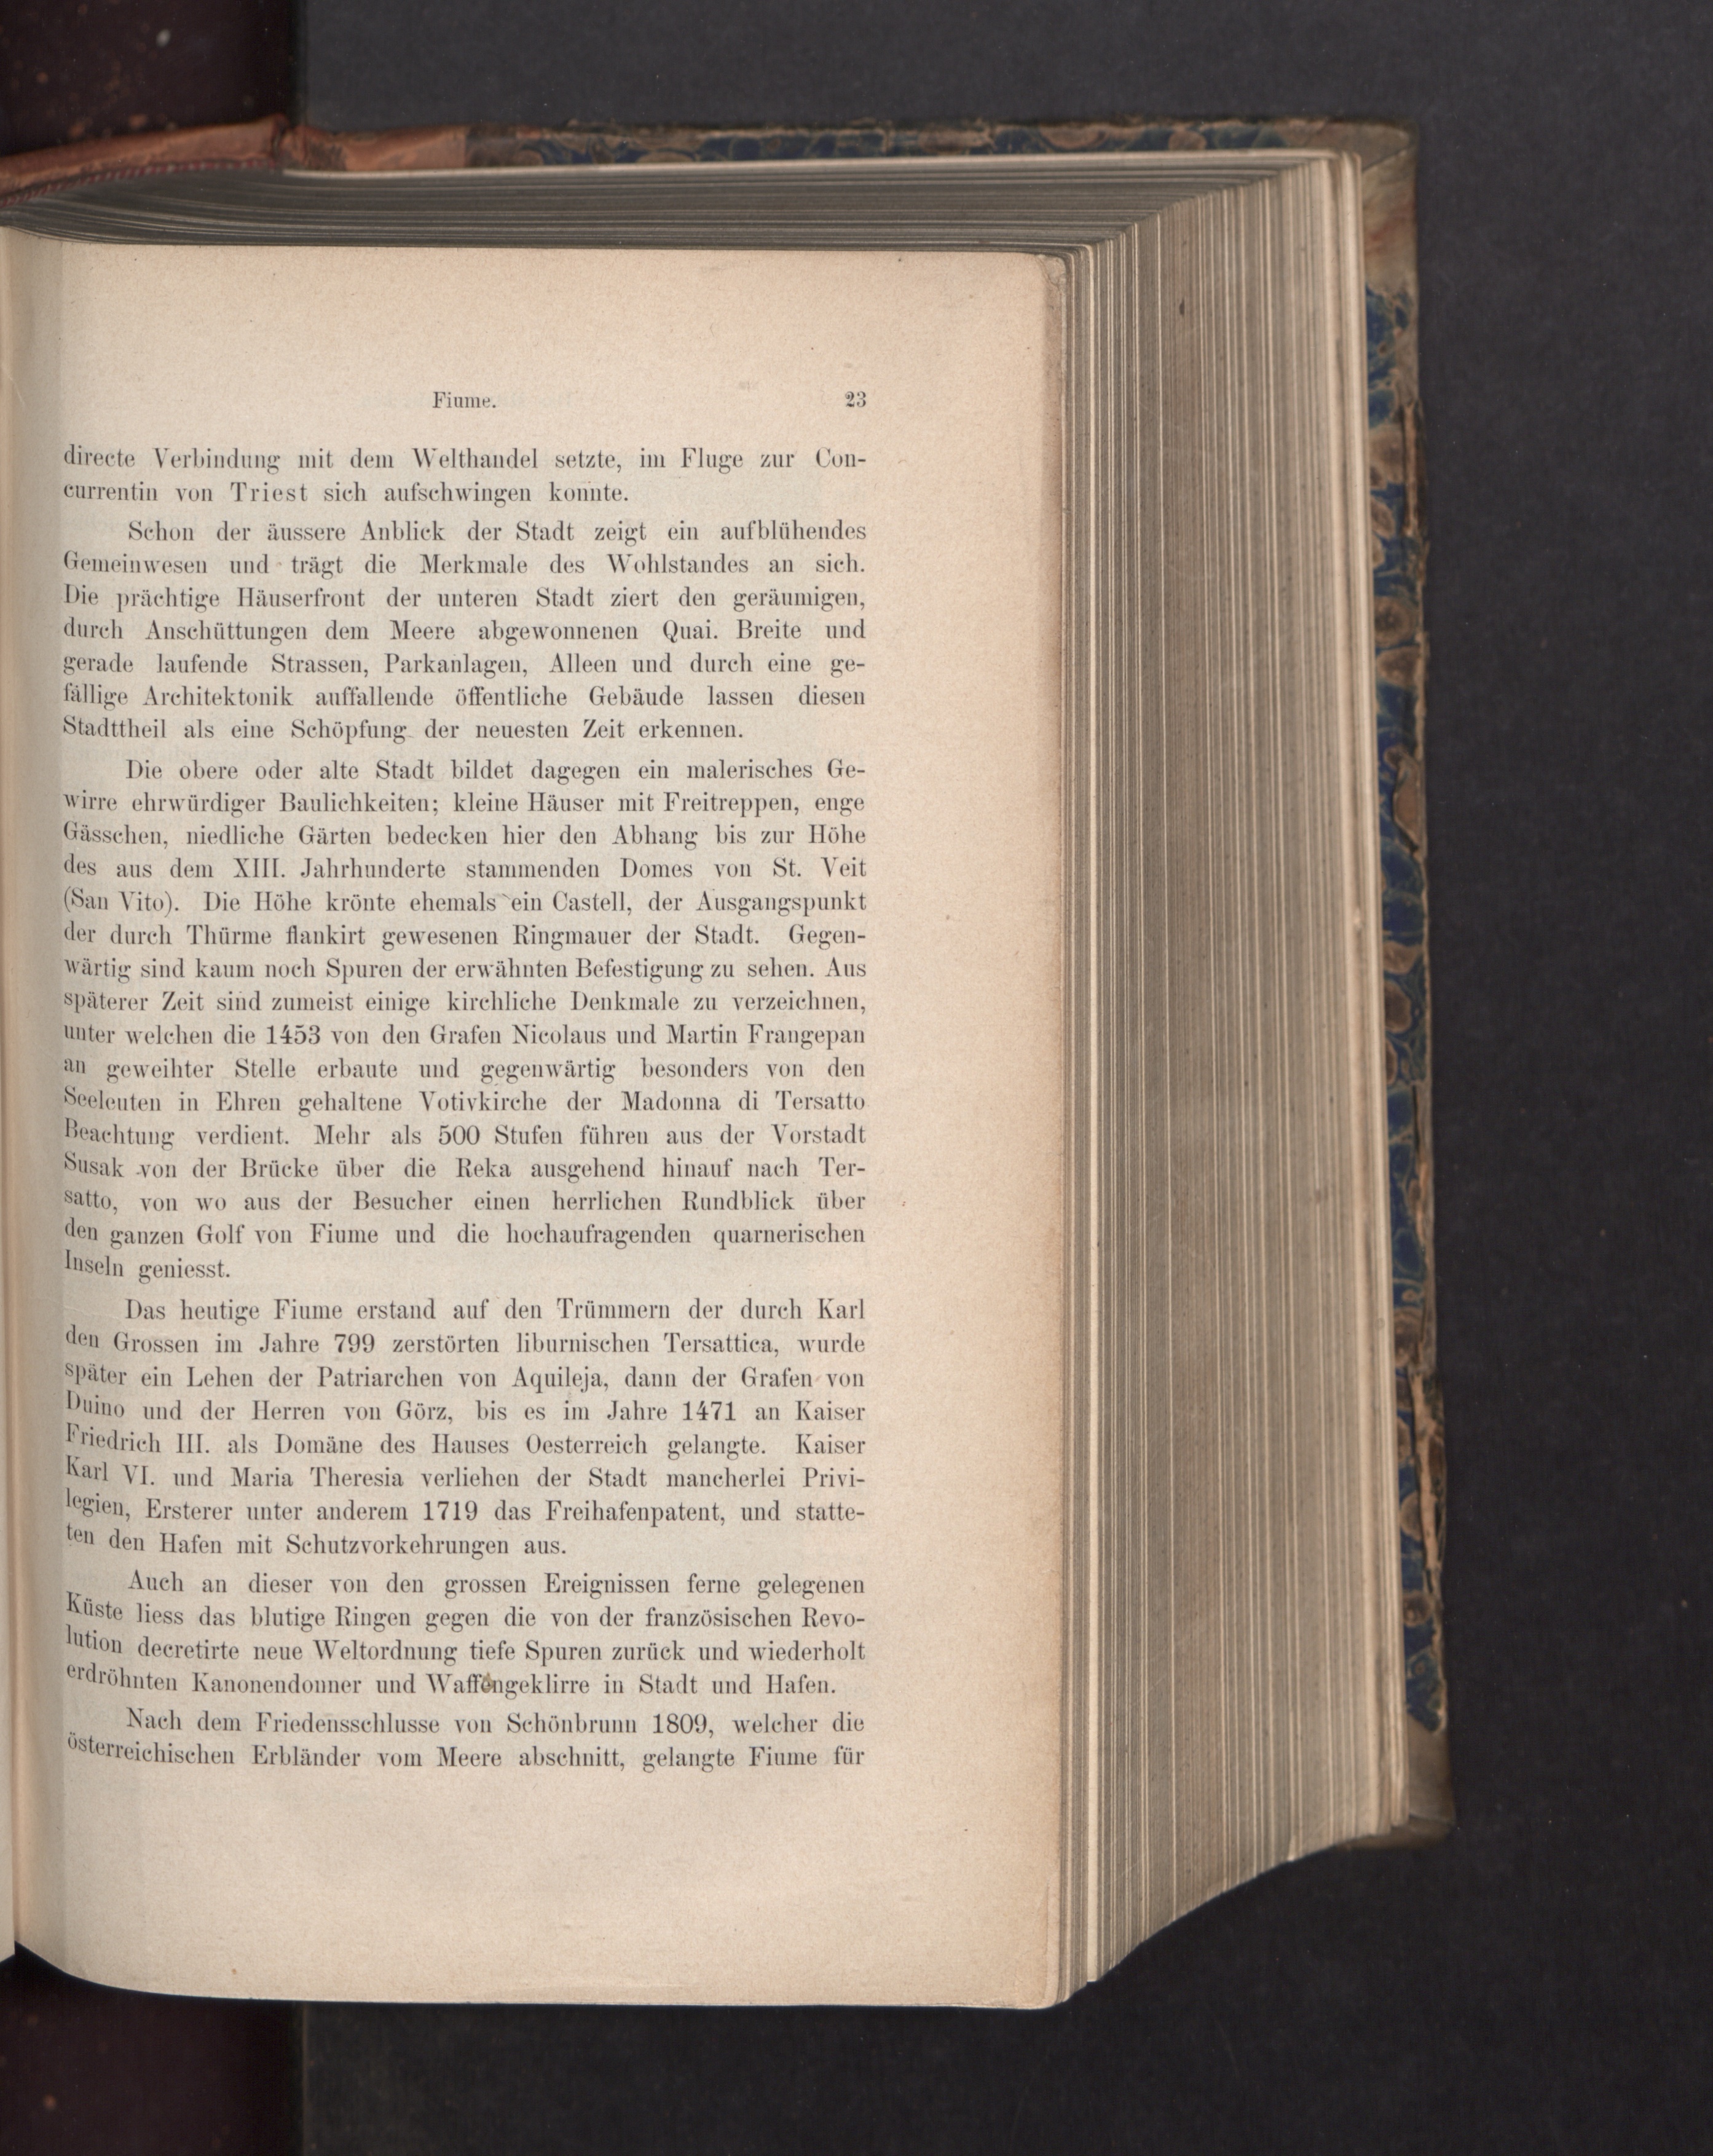 Fiume. 23
directe Verbindung mit dem Welthandel setzte, im Fluge zur Con-
currentin von Triest sich aufschwingen konnte.
Schon der äussere Anblick der Stadt zeigt ein aufblühendes
Gemeinwesen und trägt die Merkmale des Wohlstandes an sich.
Die prächtige Häuserfront der unteren Stadt ziert den geräumigen,
durch Anschüttungen dem Meere abgewonnenen Quai. Breite und
gerade laufende Strassen, Parkanlagen, Alleen und durch eine ge-
fällige Architektonik auffallende öffentliche Gebäude lassen diesen
Stadttheil als eine Schöpfung der neuesten Zeit erkennen.
Die obere oder alte Stadt bildet dagegen ein malerisches Ge-
wirre ehrwürdiger Baulichkeiten; kleine Häuser mit Freitreppen, enge
Gässchen, niedliche Gärten bedecken hier den Abhang bis zur Höhe
des aus dem XIII. Jahrhunderte stammenden Domes von St. Veit
(San Vito). Die Höhe krönte ehemals ein Castell, der Ausgangspunkt
der durch Thürme flankirt gewesenen Ringmauer der Stadt. Gegen-
wärtig sind kaum noch Spuren der erwähnten Befestigung zu sehen. Aus
späterer Zeit sind zumeist einige kirchliche Denkmale zu verzeichnen,
unter welchen die 1453 von den Grafen Nicolaus und Martin Frangepan
an geweihter Stelle erbaute und gegenwärtig besonders von den
Seeleuten in Ehren gehaltene Votivkirche der Madonna di Tersatto
Beachtung verdient. Mehr als 500 Stufen führen aus der Vorstadt
Susak von der Brücke über die Reka ausgehend hinauf nach Ter-
satto, von wo aus der Besucher einen herrlichen Rundblick über
den ganzen Golf von Fiume und die hochaufragenden quarnerischen
Inseln geniesst.
Das heutige Fiume erstand auf den Trümmern der durch Karl
den Grossen im Jahre 799 zerstörten liburnischen Tersattica, wurde
später ein Lehen der Patriarchen von Aquileja, dann der Grafen von
Duino und der Herren von Görz, bis es im Jahre 1471 an Kaiser
Friedrich III. als Domäne des Hauses Oesterreich gelangte. Kaiser
Karl VI. und Maria Theresia verliehen der Stadt mancherlei Privi-
legien, Ersterer unter anderem 1719 das Freihafenpatent, und statte-
ten den Hafen mit Schutzvorkehrungen aus.
Auch an dieser von den grossen Ereignissen ferne gelegenen
Küste liess das blutige Ringen gegen die von der französischen Revo-
lution decretirte neue Weltordnung tiefe Spuren zurück und wiederholt
erdröhnten Kanonendonner und Waffengeklirre in Stadt und Hafen.
Nach dem Friedensschlusse von Schönbrunn 1809, welcher die
österreichischen Erbländer vom Meere abschnitt, gelangte Fiume für